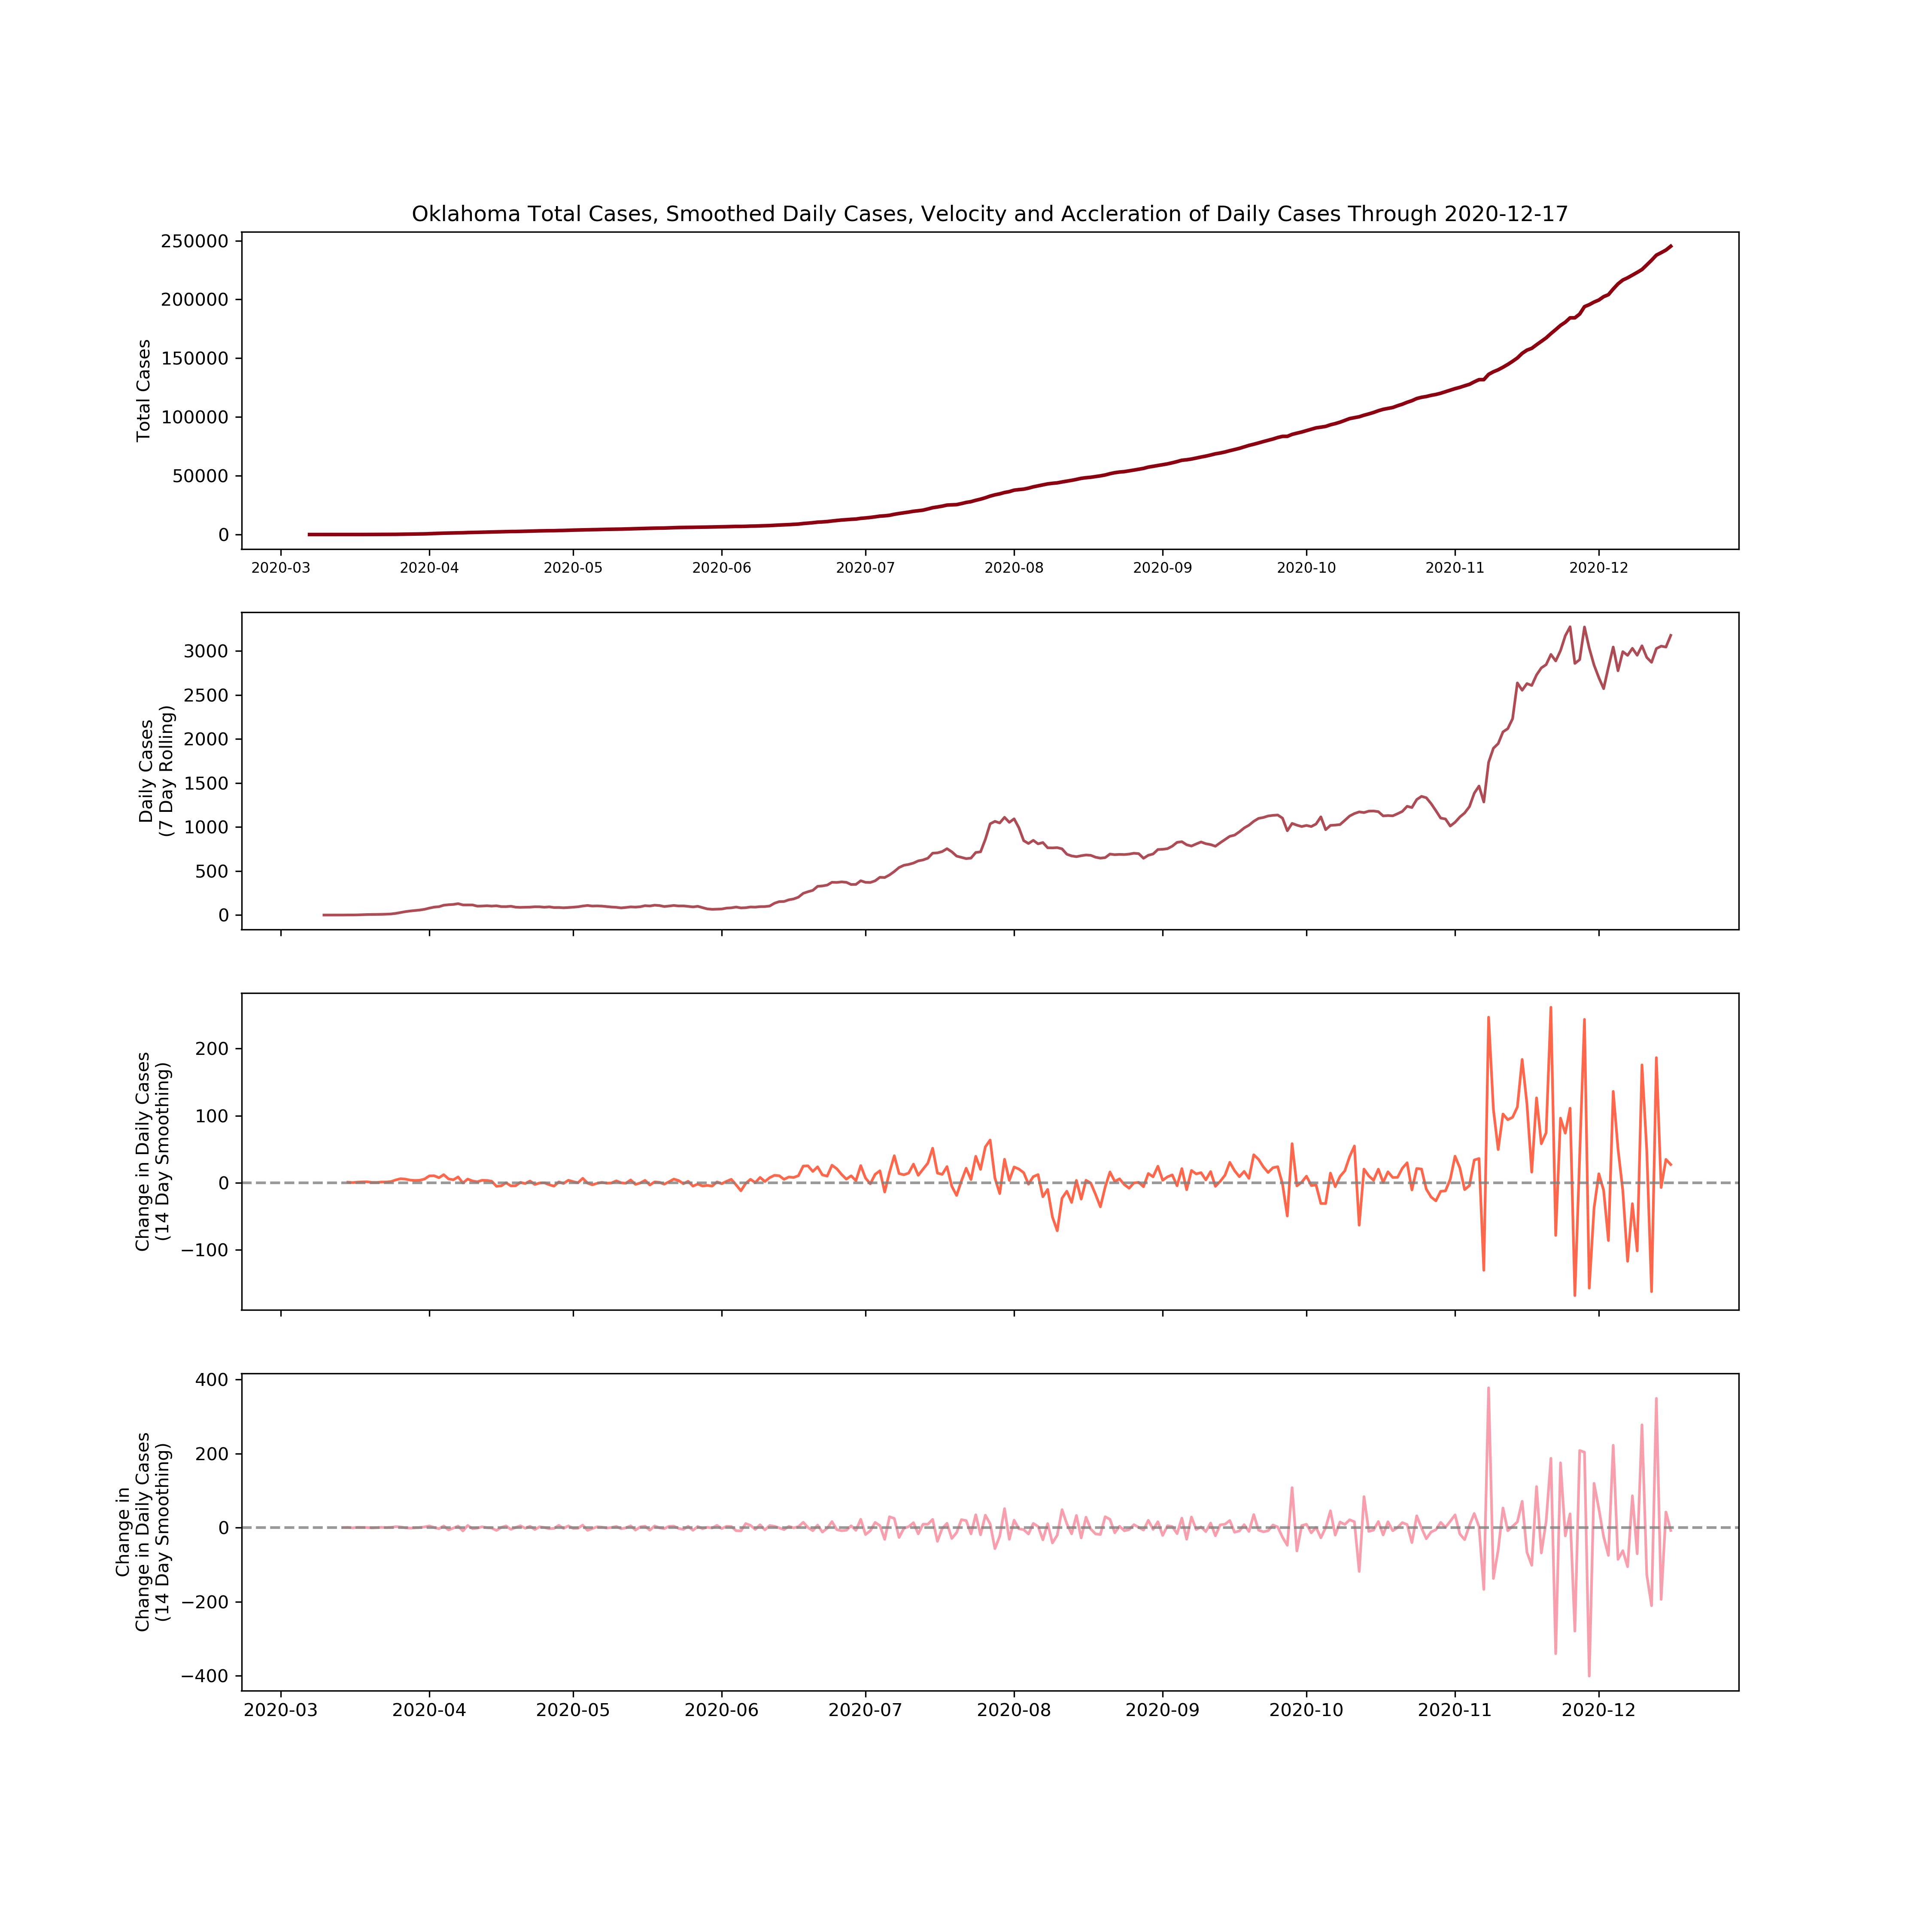 Oklahoma Total Cases, Smoothed Daily Cases, Velocity and Accleration of Daily Cases Through 2020-12-17
Total Cases
250000
200000
150000
100000
50000
0
2020-03 2020-04 2020-05 2020-06 2020-07 2020-08 2020-09 2020-10 2020-11 2020-12
Daily Cases
(7 Day Rolling)
3000
2500
2000
1500
1000
500
0
Change in Daily Cases
(14 Day Smoothing)
200
100
0
−100
Change in
Change in Daily Cases
(14 Day Smoothing)
400
200
0
−200
−400
2020-03 2020-04 2020-05 2020-06 2020-07 2020-08 2020-09 2020-10 2020-11 2020-12